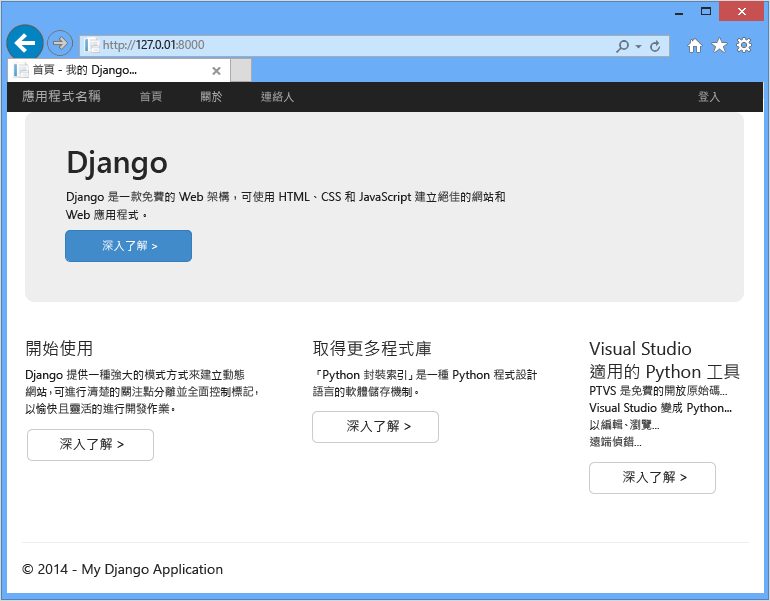 http://127.0.01:8000
首頁 - 我的 Django...
應用程式名稱 首頁 關於 連絡人 登入
Django
Django 是一款免費的 Web 架構，可使用 HTML、CSS 和 JavaScript 建立絕佳的網站和
Web 應用程式。
深入了解 >
開始使用
Django 提供一種強大的模式方式來建立動態
網站，可進行清楚的關注點分離並全面控制標記，
以愉快且靈活的進行開發作業。
深入了解 >
取得更多程式庫
「Python 封裝索引」是一種 Python 程式設計
語言的軟體儲存機制。
深入了解 >
Visual Studio
適用的 Python 工具
PTVS 是免費的開放原始碼...
Visual Studio 變成 Python...
以編輯、瀏覽...
遠端偵錯...
深入了解 >
© 2014 - My Django Application